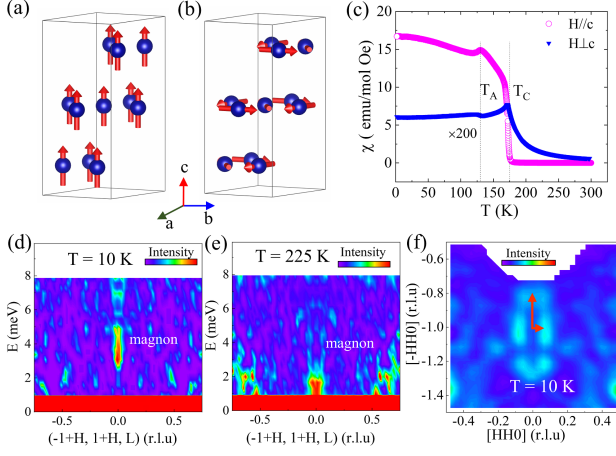 (a)
(b)
c
b
a
(c)
χ ( emu/mol Oe)
20
15
10
5
0
H//c
H⊥c
T_A
T_C
×200
0 50 100 150 200 250 300
T (K)
(d)
Intensity
T = 10 K
E (meV)
8
6
4
2
0
magnon
-0.5 0.0 0.5
(-1+H, 1+H, L) (r.l.u)
(e)
Intensity
T = 225 K
E (meV)
8
6
4
2
0
magnon
-0.5 0.0 0.5
(-1+H, 1+H, L) (r.l.u)
(f)
Intensity
[-HH0] (r.l.u)
-0.6
-0.8
-1.0
-1.2
-1.4
T = 10 K
-0.4 -0.2 0.0 0.2 0.4
[HH0] (r.l.u)